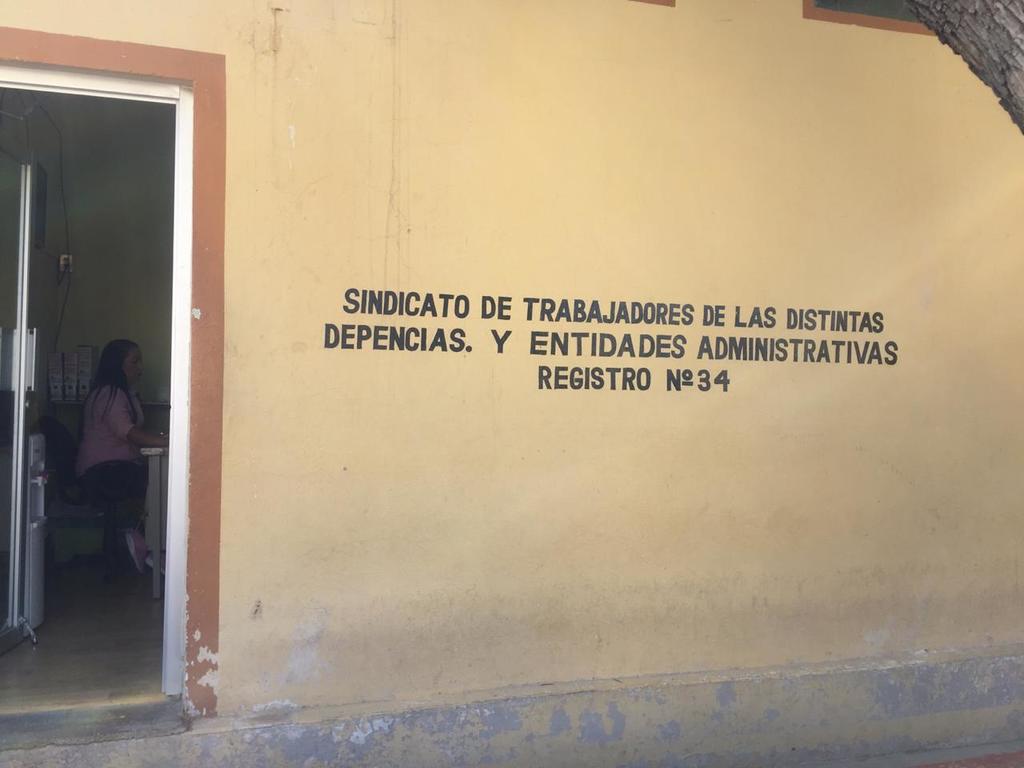 SINDICATO DE TRABAJADORES DE LAS DISTINTAS
DEPENCIAS. Y ENTIDADES ADMINISTRATIVAS
REGISTRO Nº34